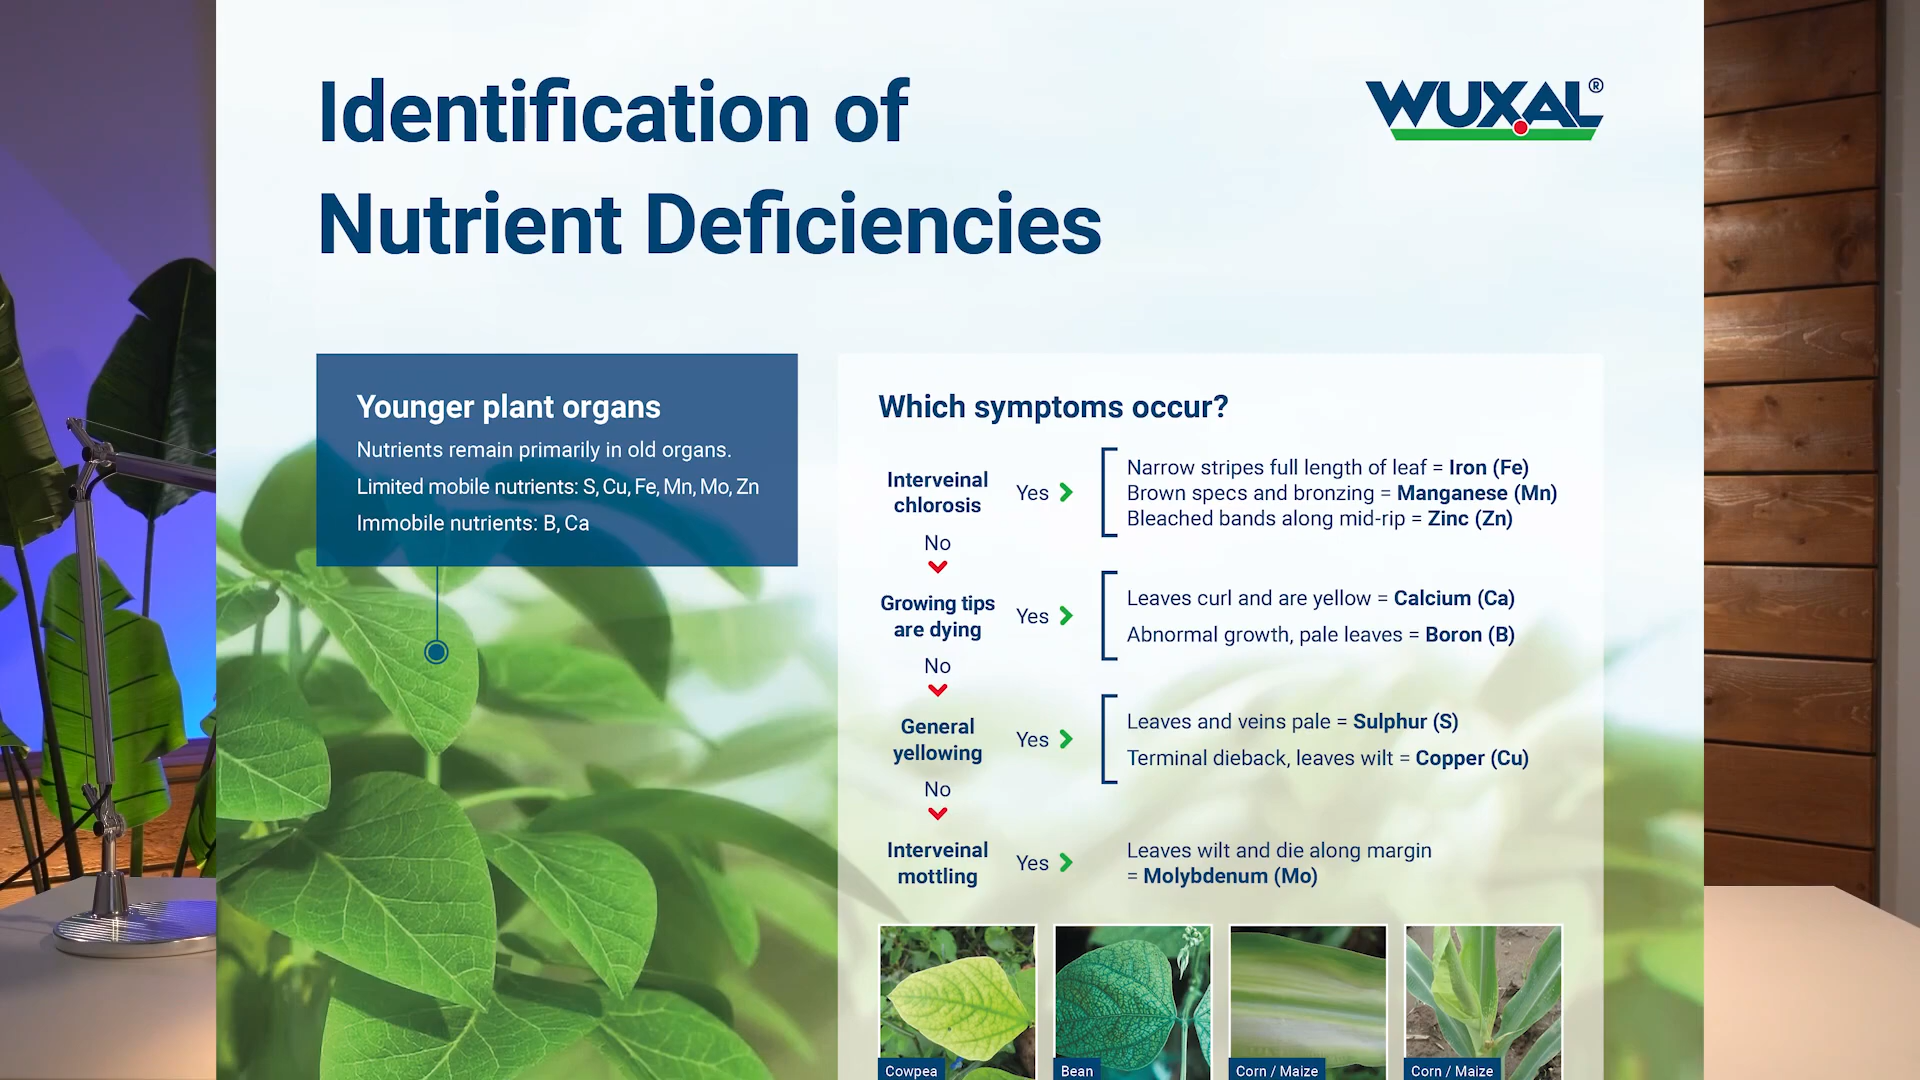 Identification of
Nutrient Deficiencies
WUXAL®
Younger plant organs
Nutrients remain primarily in old organs.
Limited mobile nutrients: S, Cu, Fe, Mn, Mo, Zn
Immobile nutrients: B, Ca
Which symptoms occur?
Interveinal
chlorosis
Yes
Narrow stripes full length of leaf = Iron (Fe)
Brown specs and bronzing = Manganese (Mn)
Bleached bands along mid-rip = Zinc (Zn)
No
Growing tips
are dying
Yes
Leaves curl and are yellow = Calcium (Ca)
Abnormal growth, pale leaves = Boron (B)
No
General
yellowing
Yes
Leaves and veins pale = Sulphur (S)
Terminal dieback, leaves wilt = Copper (Cu)
No
Interveinal
mottling
Yes
Leaves wilt and die along margin
= Molybdenum (Mo)
Cowpea
Bean
Corn / Maize
Corn / Maize